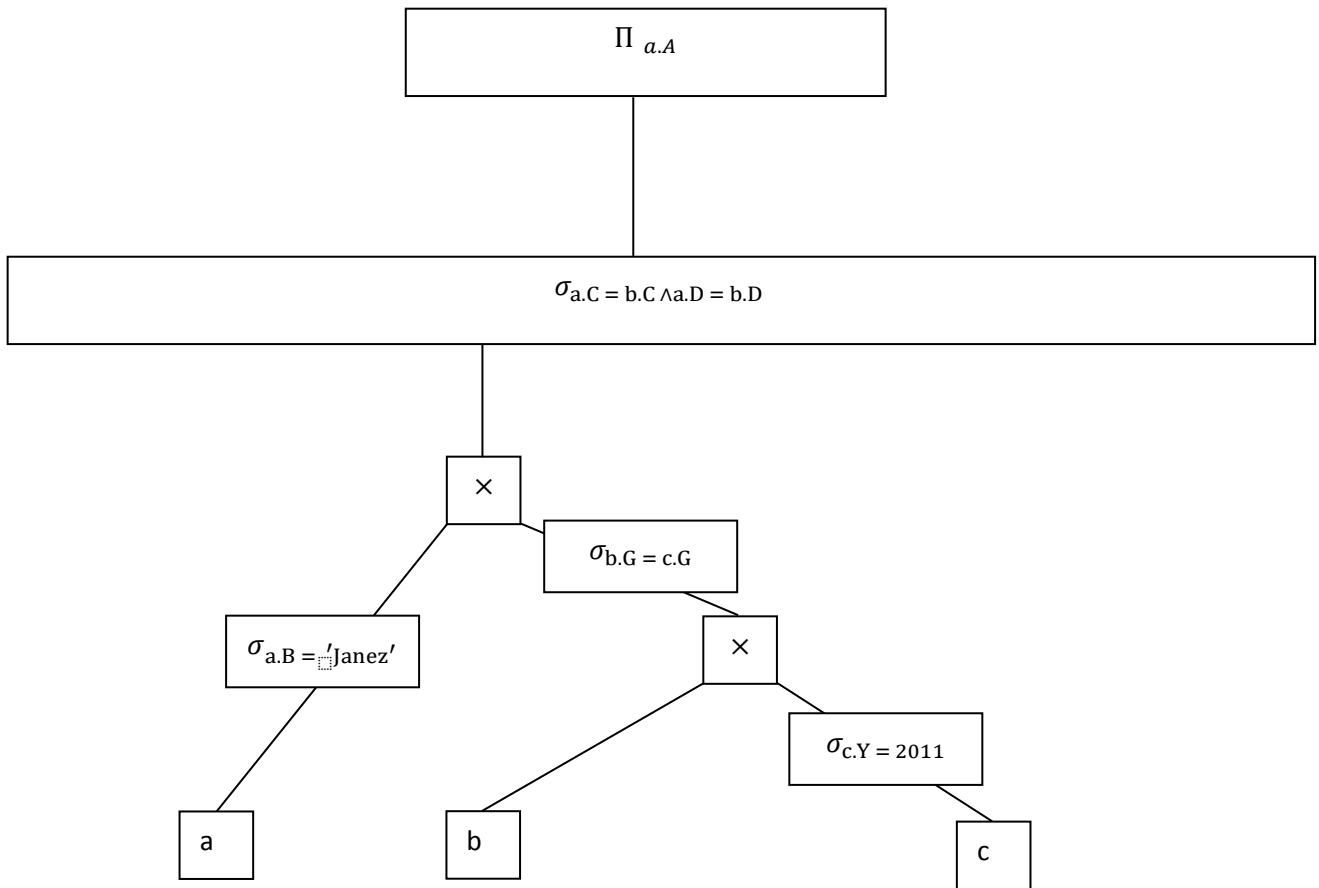 Π a.A
σa.C = b.C ∧a.D = b.D
×
σb.G = c.G
σa.B = ′Janez′
×
σc.Y = 2011
a
b
c